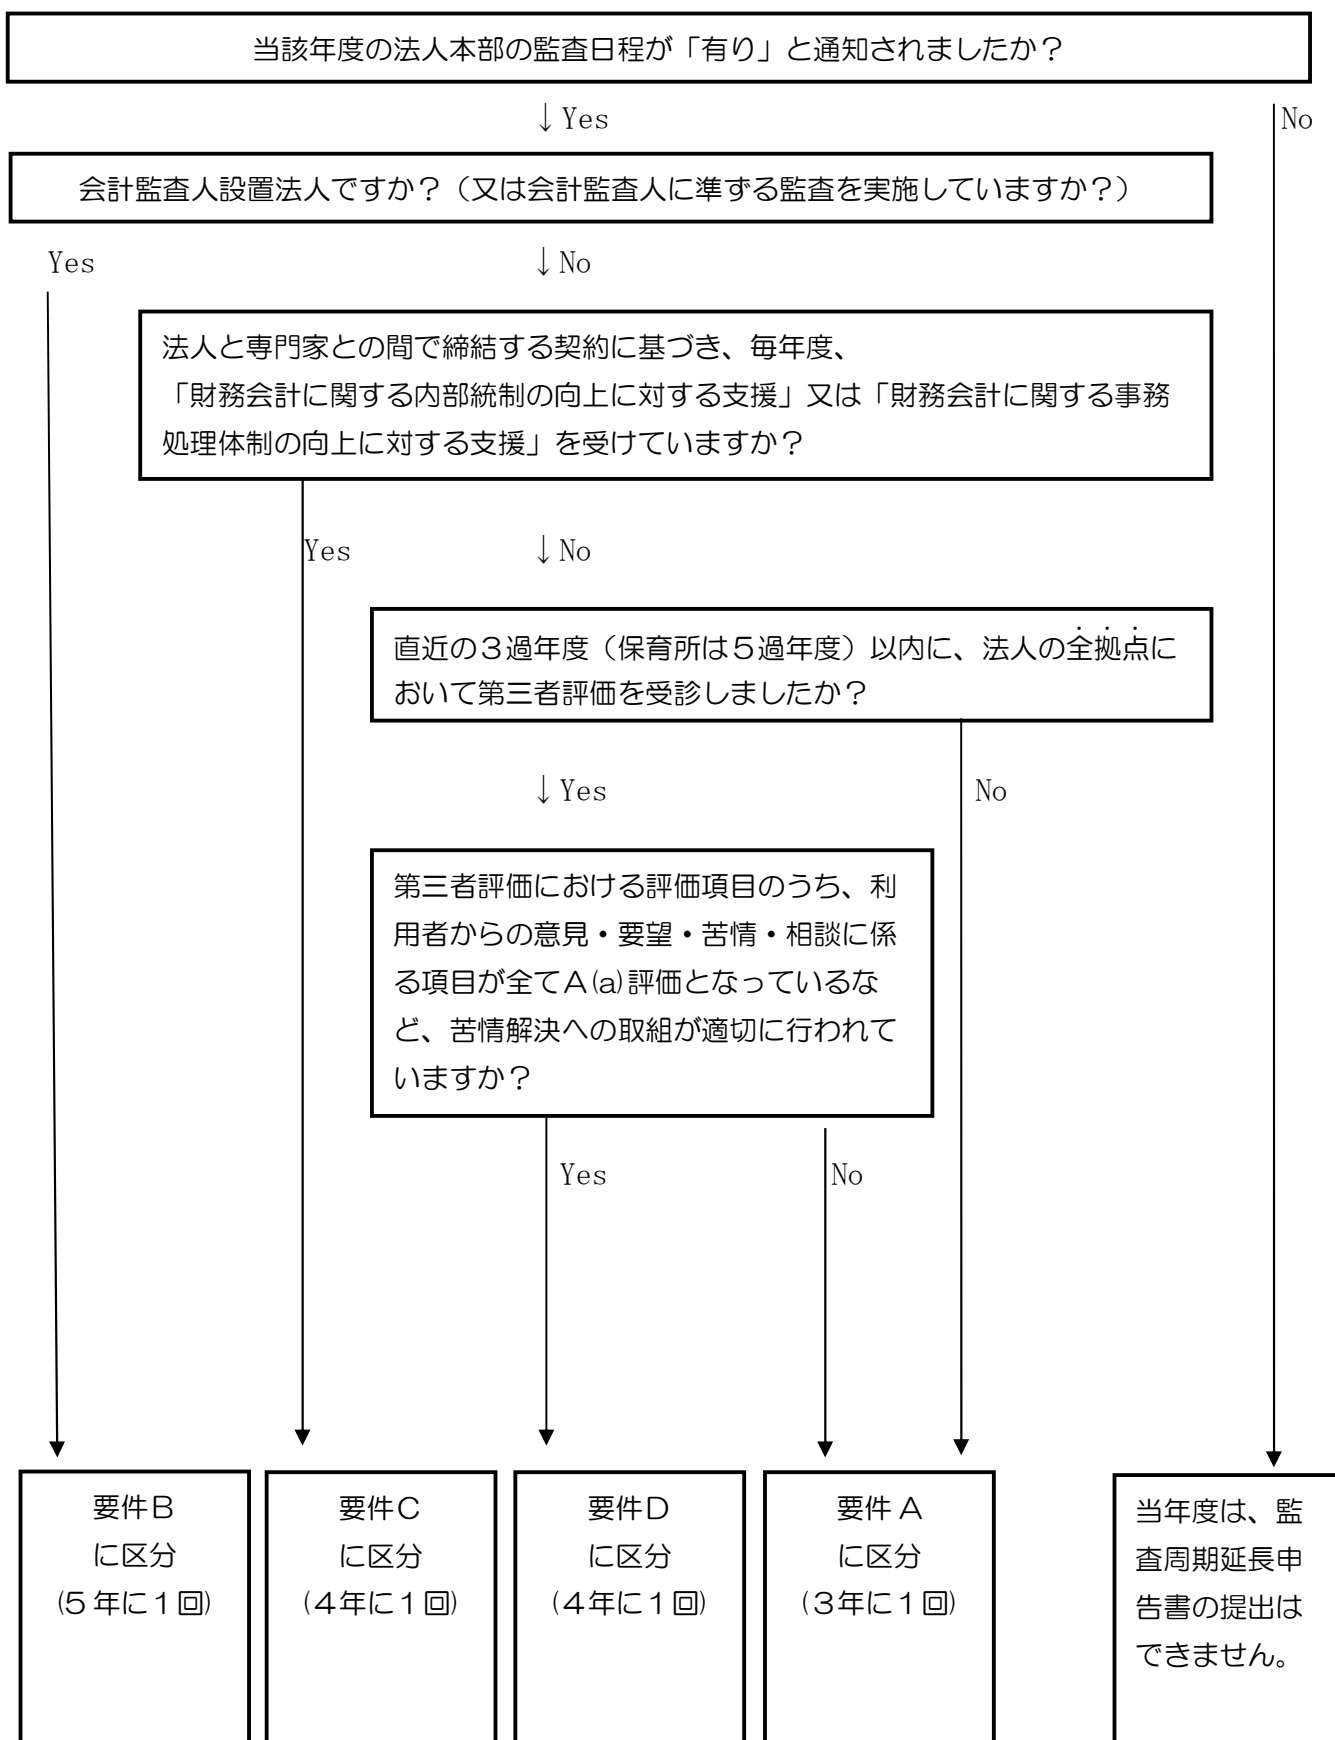 当該年度の法人本部の監査日程が「有り」と通知されましたか？
↓Yes
No
会計監査人設置法人ですか？（又は会計監査人に準ずる監査を実施していますか？）
Yes
↓No
法人と専門家との間で締結する契約に基づき、毎年度、
「財務会計に関する内部統制の向上に対する支援」又は「財務会計に関する事務
処理体制の向上に対する支援」を受けていますか？
Yes
↓No
直近の３過年度（保育所は５過年度）以内に、法人の全拠点に
おいて第三者評価を受診しましたか？
↓Yes
No
第三者評価における評価項目のうち、利
用者からの意見・要望・苦情・相談に係
る項目が全てＡ(a)評価となっているな
ど、苦情解決への取組が適切に行われて
いますか？
Yes
No
要件Ｂ
に区分
(５年に１回)
要件Ｃ
に区分
(４年に１回)
要件Ｄ
に区分
(４年に１回)
要件 A
に区分
(３年に１回)
当年度は、監
査周期延長申
告書の提出は
できません。